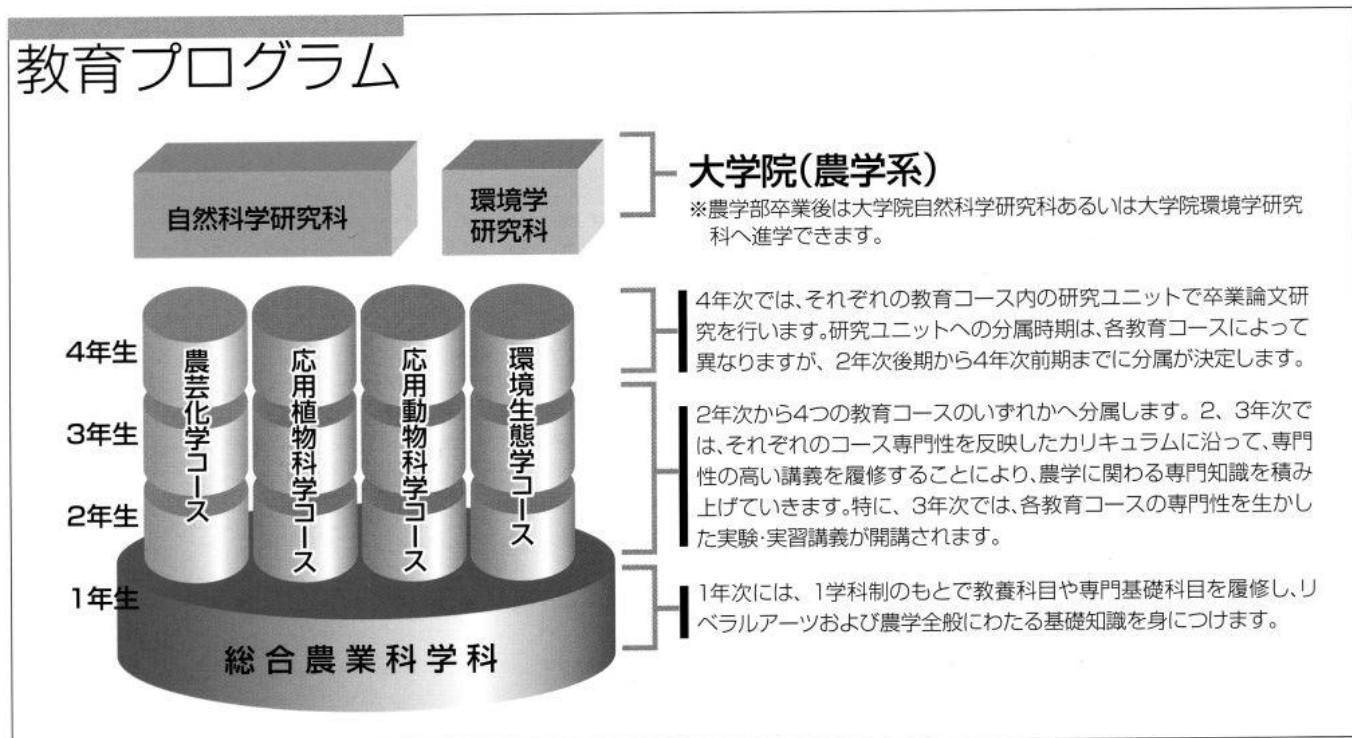 教育プログラム
自然科学研究科
環境学
研究科
大学院(農学系)
※農学部卒業後は大学院自然科学研究科あるいは大学院環境学研究
科へ進学できます。
4年生
3年生
2年生
1年生
農芸化学コース
応用植物科学コース
応用動物科学コース
環境生態学コース
総合農業科学科
4年次では、それぞれの教育コース内の研究ユニットで卒業論文研
究を行います。研究ユニットへの分属時期は、各教育コースによって
異なりますが、2年次後期から4年次前期までに分属が決定します。
2年次から4つの教育コースのいずれかへ分属します。2、3年次で
は、それぞれのコース専門性を反映したカリキュラムに沿って、専門
性の高い講義を履修することにより、農学に関わる専門知識を積み
上げていきます。特に、3年次では、各教育コースの専門性を生かし
た実験・実習講義が開講されます。
1年次には、1学科制のもとで教養科目や専門基礎科目を履修し、リ
ベラルアーツおよび農学全般にわたる基礎知識を身につけます。